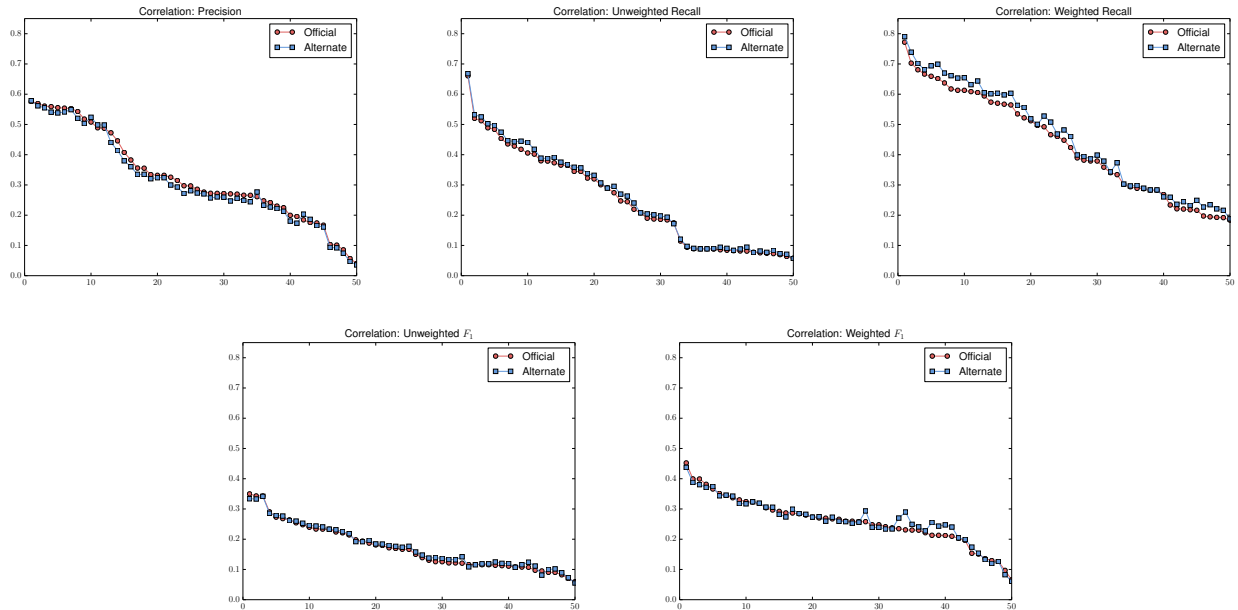 Correlation: Precision
0.8
0.7
0.6
0.5
0.4
0.3
0.2
0.1
0.0
0 10 20 30 40 50
Official
Alternate
Correlation: Unweighted Recall
0.8
0.7
0.6
0.5
0.4
0.3
0.2
0.1
0.0
0 10 20 30 40 50
Official
Alternate
Correlation: Weighted Recall
0.8
0.7
0.6
0.5
0.4
0.3
0.2
0.1
0.0
0 10 20 30 40 50
Official
Alternate
Correlation: Unweighted F₁
0.8
0.7
0.6
0.5
0.4
0.3
0.2
0.1
0.0
0 10 20 30 40 50
Official
Alternate
Correlation: Weighted F₁
0.8
0.7
0.6
0.5
0.4
0.3
0.2
0.1
0.0
0 10 20 30 40 50
Official
Alternate